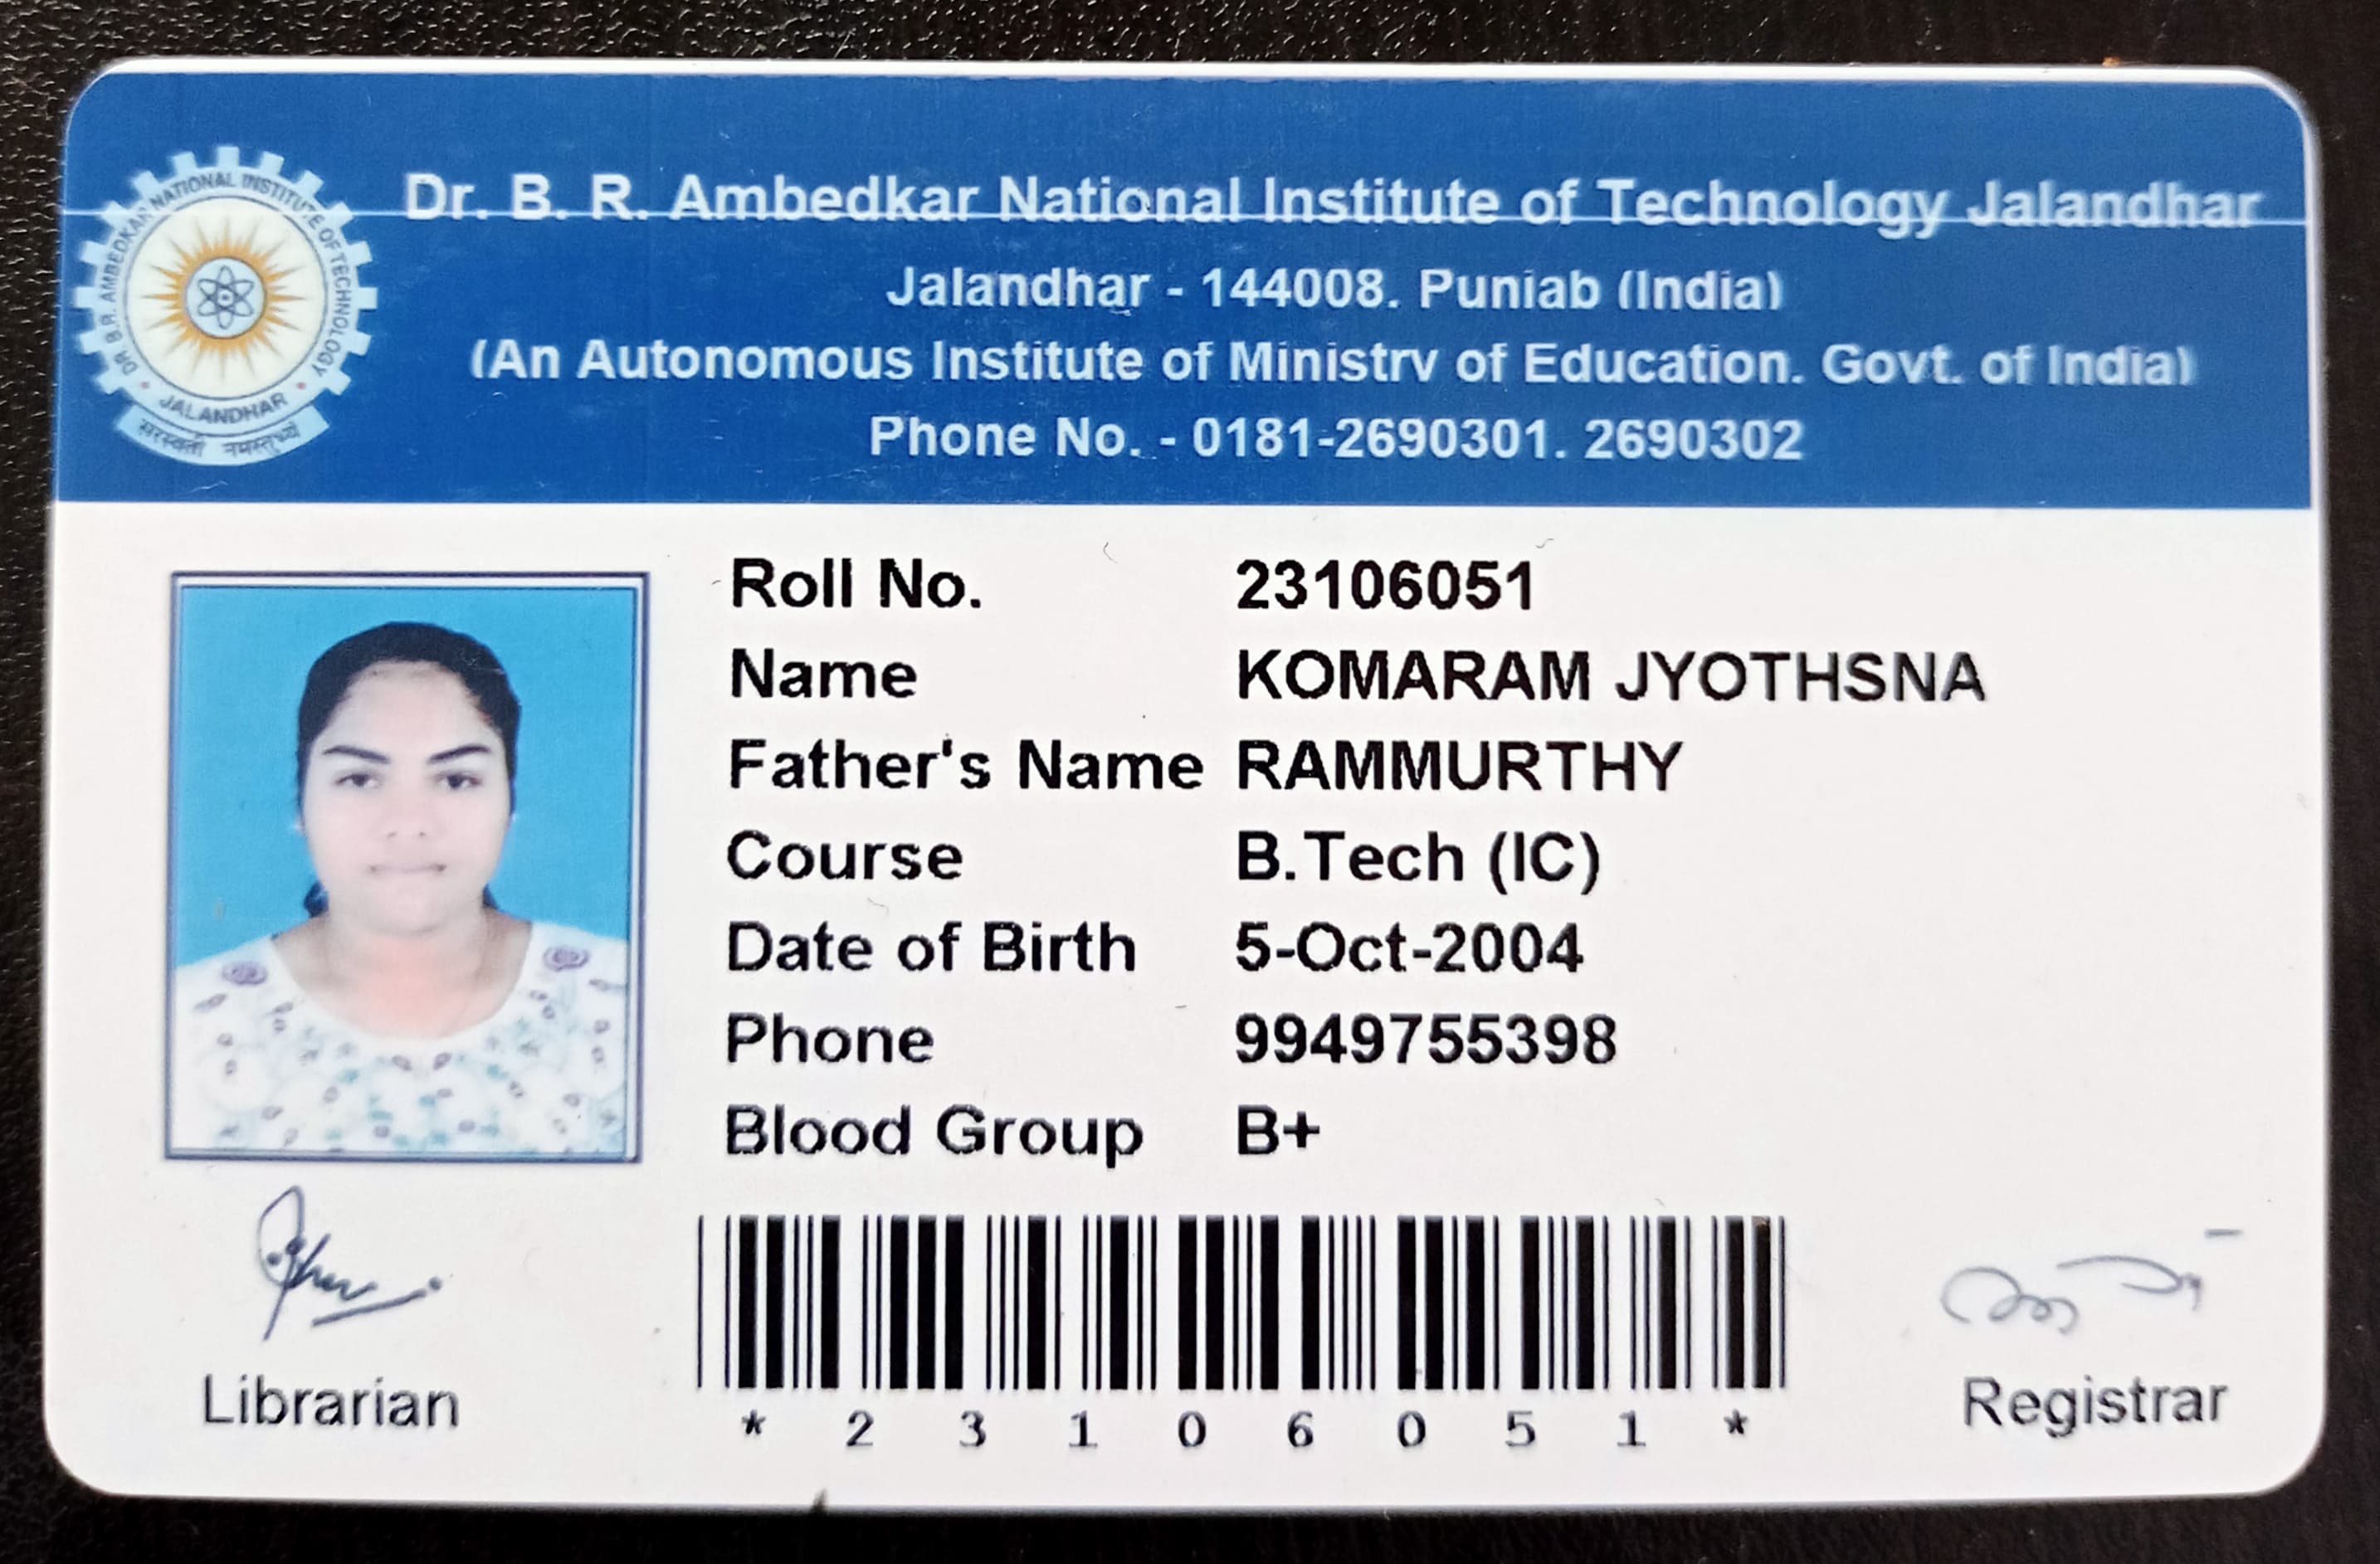 DR. B.R. AMBEDKAR NATIONAL INSTITUTE OF TECHNOLOGY
JALANDHAR
सरस्वती नमस्तुभ्यं
Dr. B. R. Ambedkar National Institute of Technology Jalandhar
Jalandhar - 144008. Puniab (India)
(An Autonomous Institute of Ministrv of Education. Govt. of India)
Phone No. - 0181-2690301. 2690302
Roll No. 23106051
Name KOMARAM JYOTHSNA
Father's Name RAMMURTHY
Course B.Tech (IC)
Date of Birth 5-Oct-2004
Phone 9949755398
Blood Group B+
* 2 3 1 0 6 0 5 1 *
Librarian
Registrar